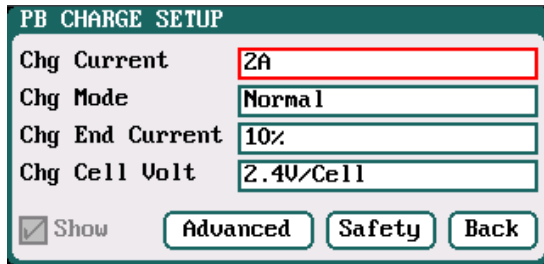 PB CHARGE SETUP
Chg Current 2A
Chg Mode Normal
Chg End Current 10%
Chg Cell Volt 2.4V/Cell
Show Advanced Safety Back